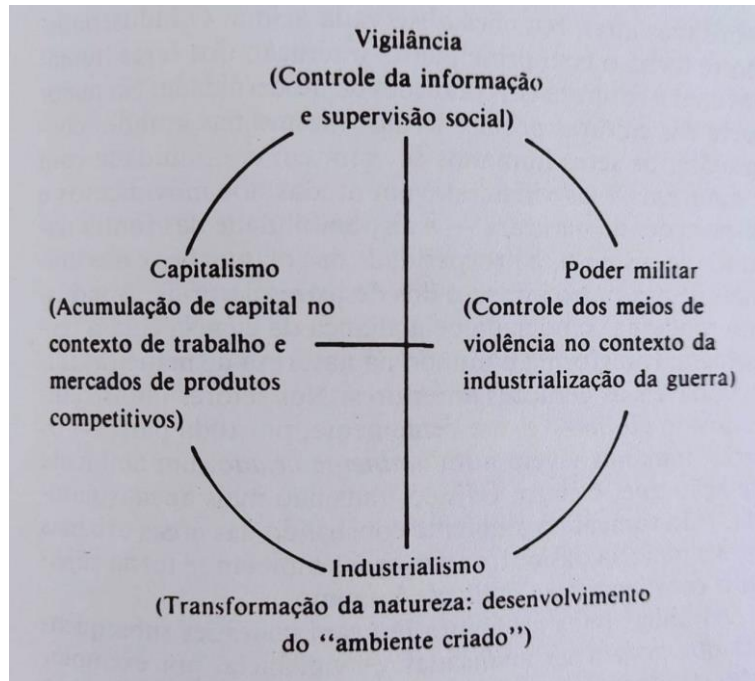 Vigilância
(Controle da informação
e supervisão social)
Capitalismo
(Acumulação de capital no
contexto de trabalho e
mercados de produtos
competitivos)
Poder militar
(Controle dos meios de
violência no contexto da
industrialização da guerra)
Industrialismo
(Transformação da natureza: desenvolvimento
do “ambiente criado”)